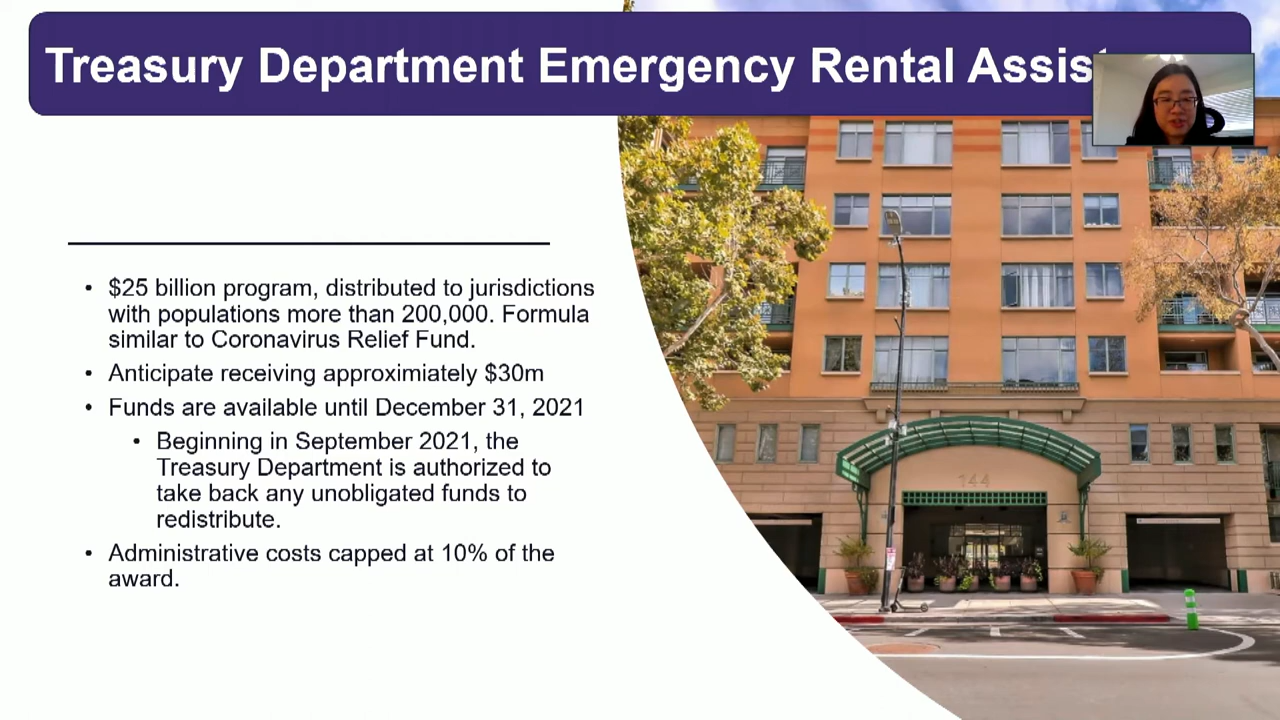 Treasury Department Emergency Rental Assis
• $25 billion program, distributed to jurisdictions
with populations more than 200,000. Formula
similar to Coronavirus Relief Fund.
• Anticipate receiving approximiately $30m
• Funds are available until December 31, 2021
• Beginning in September 2021, the
Treasury Department is authorized to
take back any unobligated funds to
redistribute.
• Administrative costs capped at 10% of the
award.
144